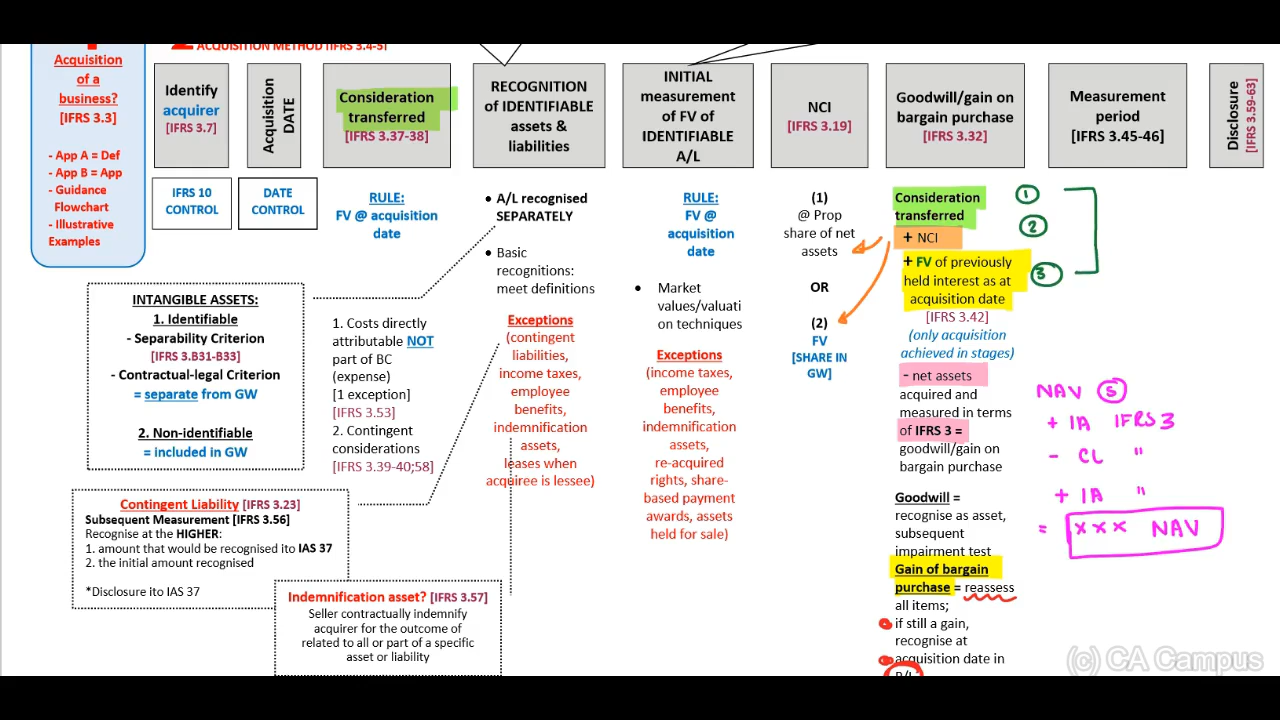 ACQUISITION METHOD [IFRS 3.4-5]
Acquisition
of a
business?
[IFRS 3.3]
- App A = Def
- App B = App
- Guidance
Flowchart
- Illustrative
Examples
Identify
acquirer
[IFRS 3.7]
IFRS 10
CONTROL
Acquisition
DATE
DATE
CONTROL
Consideration
transferred
[IFRS 3.37-38]
RULE:
FV @ acquisition
date
1. Costs directly
attributable NOT
part of BC
(expense)
[1 exception]
[IFRS 3.53]
2. Contingent
considerations
[IFRS 3.39-40;58]
RECOGNITION
of IDENTIFIABLE
assets &
liabilities
• A/L recognised
SEPARATELY
• Basic
recognitions:
meet definitions
Exceptions
(contingent
liabilities,
income taxes,
employee
benefits,
indemnification
assets,
leases when
acquiree is lessee)
INTANGIBLE ASSETS:
1. Identifiable
- Separability Criterion
[IFRS 3.B31-B33]
- Contractual-legal Criterion
= separate from GW
2. Non-identifiable
= included in GW
Contingent Liability [IFRS 3.23]
Subsequent Measurement [IFRS 3.56]
Recognise at the HIGHER:
1. amount that would be recognised ito IAS 37
2. the initial amount recognised
*Disclosure ito IAS 37
Indemnification asset? [IFRS 3.57]
Seller contractually indemnify
acquirer for the outcome of
related to all or part of a specific
asset or liability
INITIAL
measurement
of FV of
IDENTIFIABLE
A/L
RULE:
FV @
acquisition
date
• Market
values/valuati
on techniques
Exceptions
(income taxes,
employee
benefits,
indemnification
assets,
re-acquired
rights, share-
based payment
awards, assets
held for sale)
NCI
[IFRS 3.19]
(1)
@ Prop
share of net
assets
OR
(2)
FV
[SHARE IN
GW]
Goodwill/gain on
bargain purchase
[IFRS 3.32]
Consideration
transferred
+ NCI
+ FV of previously
held interest as at
acquisition date
[IFRS 3.42]
(only acquisition
achieved in stages)
- net assets
acquired and
measured in terms
of IFRS 3 =
goodwill/gain on
bargain purchase
Goodwill =
recognise as asset,
subsequent
impairment test
Gain of bargain
purchase = reassess
all items;
if still a gain,
recognise at
acquisition date in
P/L
1
2
3
Measurement
period
[IFRS 3.45-46]
NAV S
+ IA IFRS 3
- CL "
+ IA "
= xxx NAV
Disclosure
[IFRS 3.59-63]
(c) CA Campus